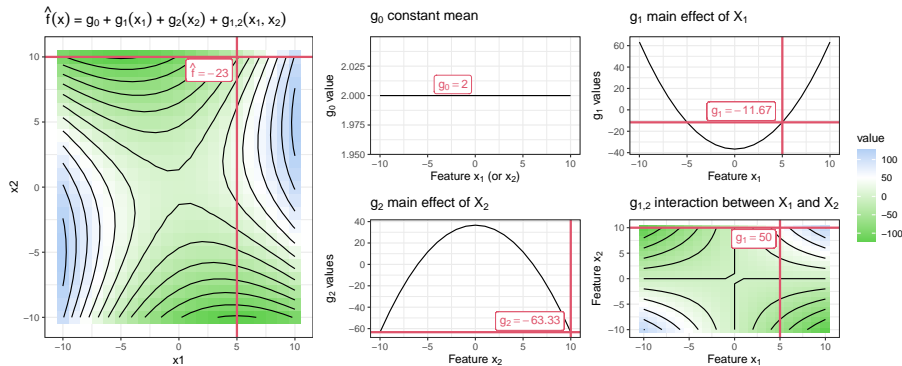 f̂(x) = g₀ + g₁(x₁) + g₂(x₂) + g₁,₂(x₁, x₂)
10
5
0
−5
−10
x2
f̂ = −23
−10
−5
0
5
10
x1
g₀ constant mean
2.025
2.000
1.975
1.950
g₀ value
g₀ = 2
−10
−5
0
5
10
Feature x₁ (or x₂)
g₁ main effect of X₁
60
40
20
0
−20
−40
g₁ values
g₁ = −11.67
−10
−5
0
5
10
Feature x₁
g₂ main effect of X₂
40
20
0
−20
−40
−60
g₂ values
g₂ = −63.33
−10
−5
0
5
10
Feature x₂
g₁,₂ interaction between X₁ and X₂
10
5
0
−5
−10
Feature x₂
g₁ = 50
−10
−5
0
5
10
Feature x₁
value
100
50
0
−50
−100